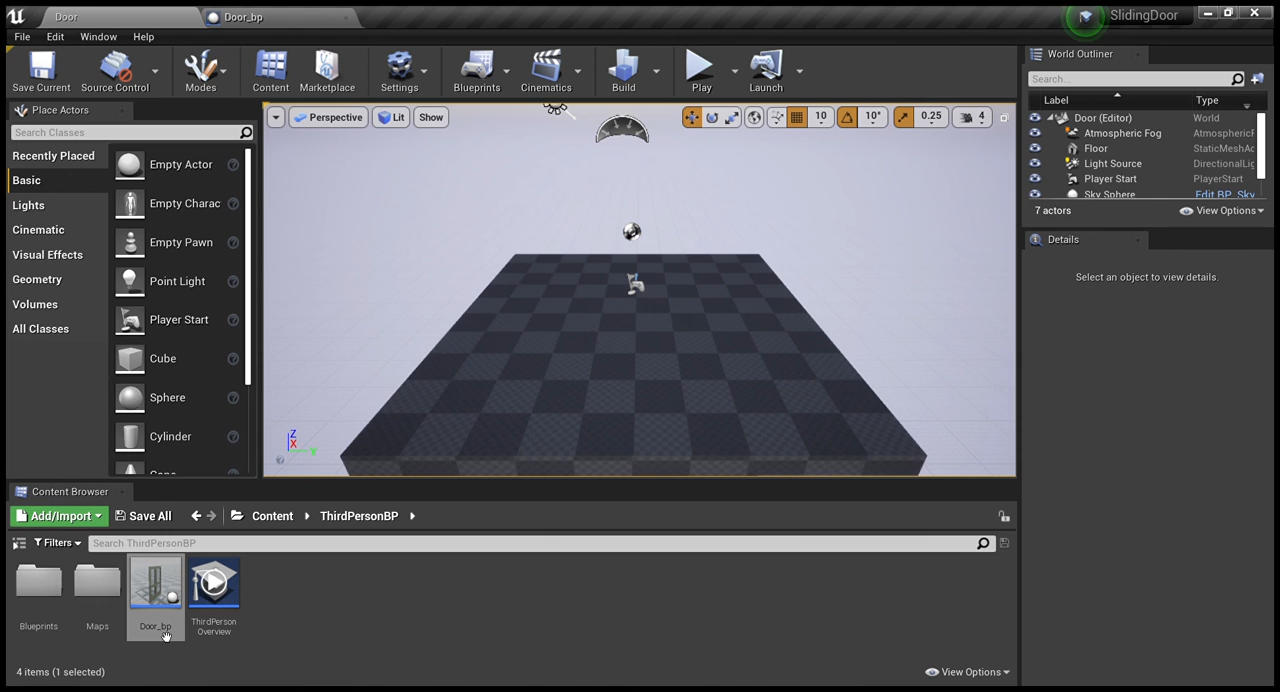 Door
Door_bp
SlidingDoor
File Edit Window Help
Save Current
Source Control
Modes
Content
Marketplace
Settings
Blueprints
Cinematics
Build
Play
Launch
Place Actors
Search Classes
Recently Placed
Basic
Lights
Cinematic
Visual Effects
Geometry
Volumes
All Classes
Empty Actor
Empty Charac
Empty Pawn
Point Light
Player Start
Cube
Sphere
Cylinder
Perspective
Lit
Show
10
10°
0.25
4
Z
X
Y
World Outliner
Search...
Label Type
Door (Editor) World
Atmospheric Fog AtmosphericF
Floor StaticMeshAc
Light Source DirectionalLig
Player Start PlayerStart
Sky Sphere Edit BP_Sky
7 actors
View Options
Details
Select an object to view details.
Content Browser
Add/Import
Save All
Content
ThirdPersonBP
Filters
Search ThirdPersonBP
Blueprints
Maps
Door_bp
ThirdPerson
Overview
4 items (1 selected)
View Options